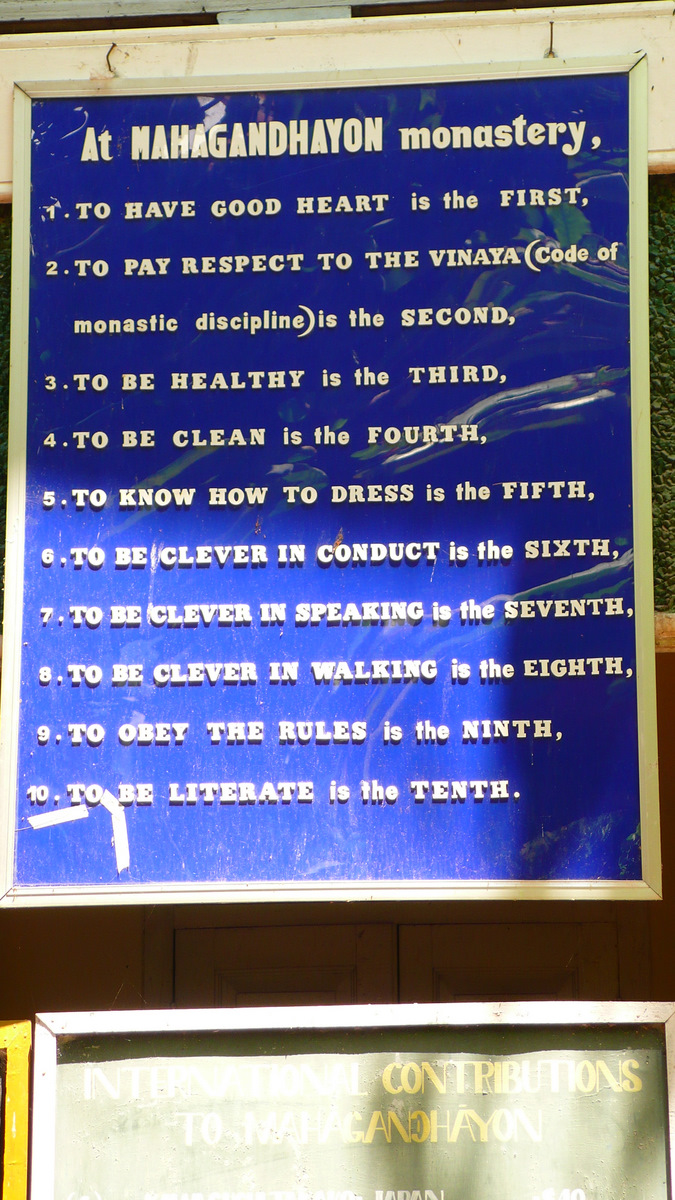 At MAHAGANDHAYON monastery,
1. TO HAVE GOOD HEART is the FIRST,
2. TO PAY RESPECT TO THE VINAYA (Code of
monastic discipline) is the SECOND,
3. TO BE HEALTHY is the THIRD,
4. TO BE CLEAN is the FOURTH,
5. TO KNOW HOW TO DRESS is the FIFTH,
6. TO BE CLEVER IN CONDUCT is the SIXTH,
7. TO BE CLEVER IN SPEAKING is the SEVENTH,
8. TO BE CLEVER IN WALKING is the EIGHTH,
9. TO OBEY THE RULES is the NINTH,
10. TO BE LITERATE is the TENTH.
INTERNATIONAL CONTRIBUTIONS
TO MAHAGANDHĀYON
JAPAN